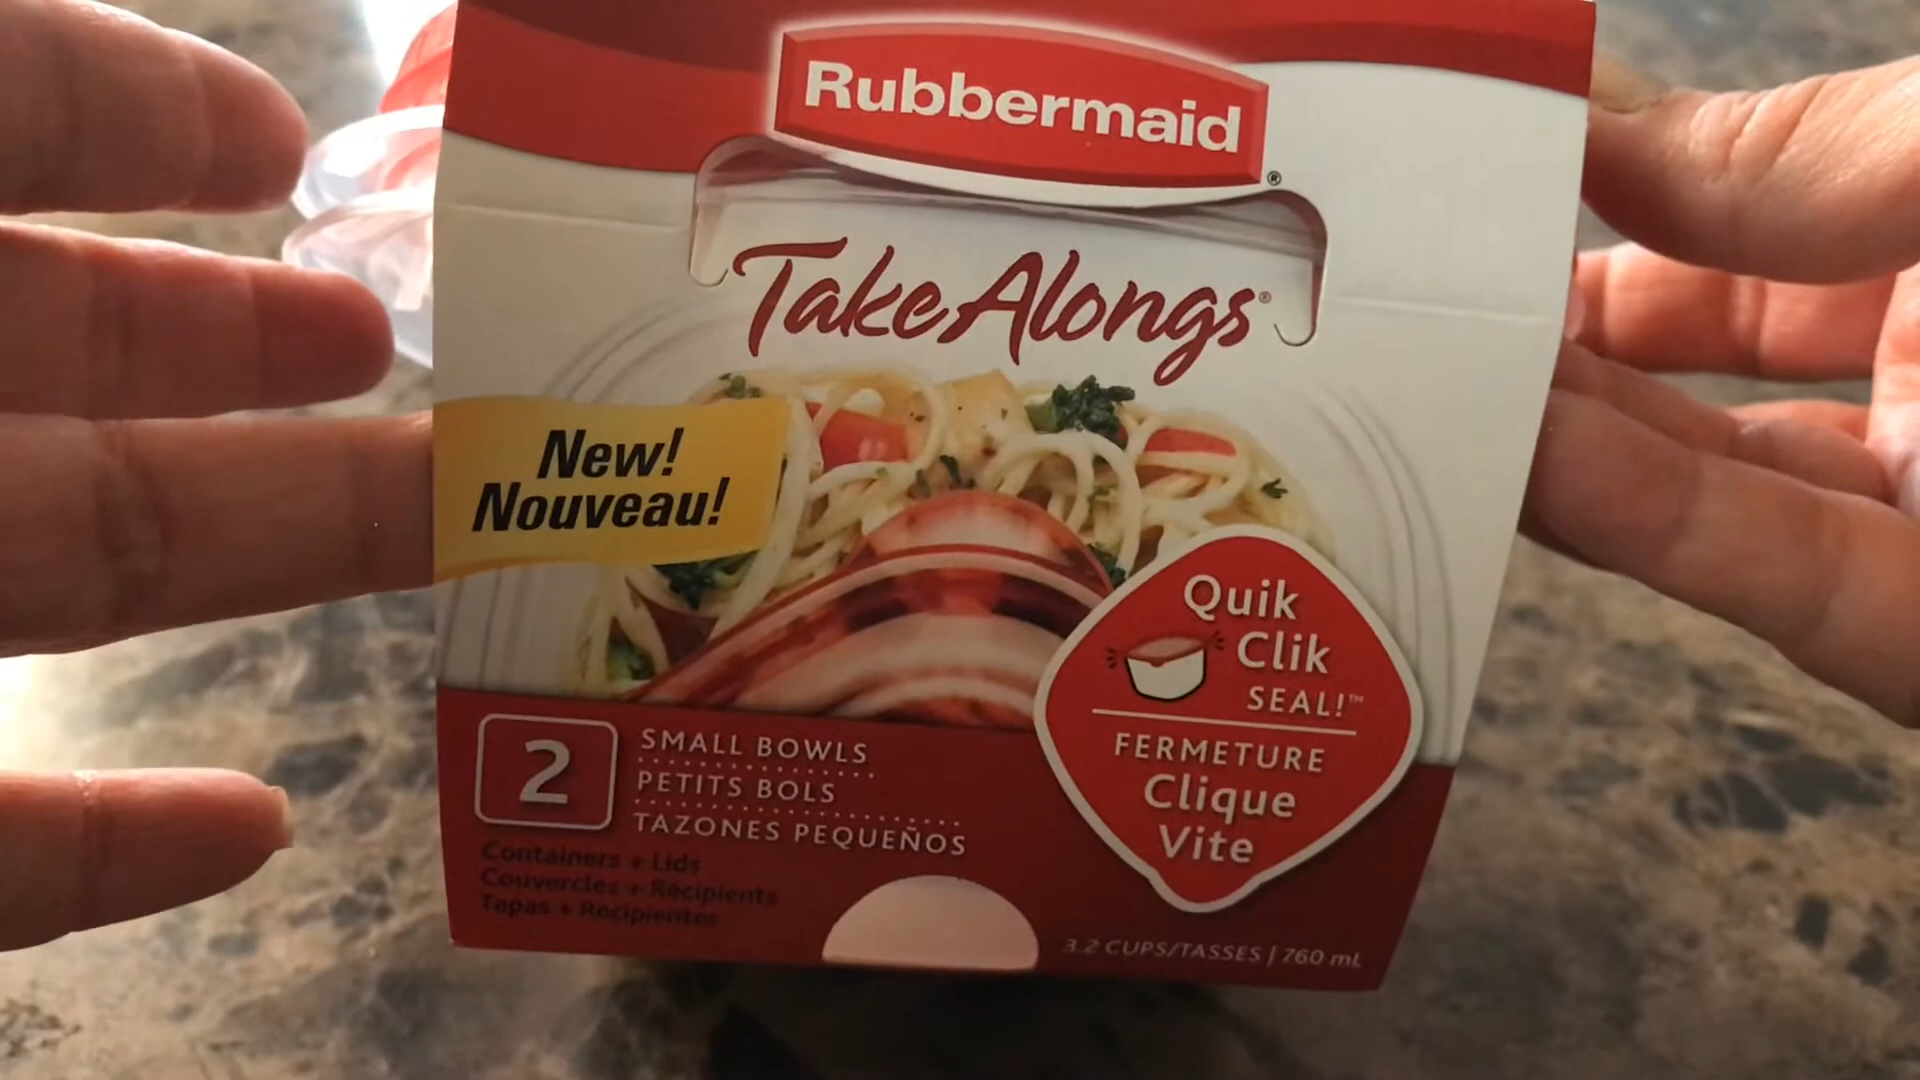 Rubbermaid®
TakeAlongs®
New!
Nouveau!
Quik
Clik
SEAL!™
FERMETURE
Clique
Vite
2
SMALL BOWLS
PETITS BOLS
TAZONES PEQUEÑOS
Containers + Lids
Couvercles + Récipients
Tapas + Recipientes
3.2 CUPS/TASSES | 760 mL